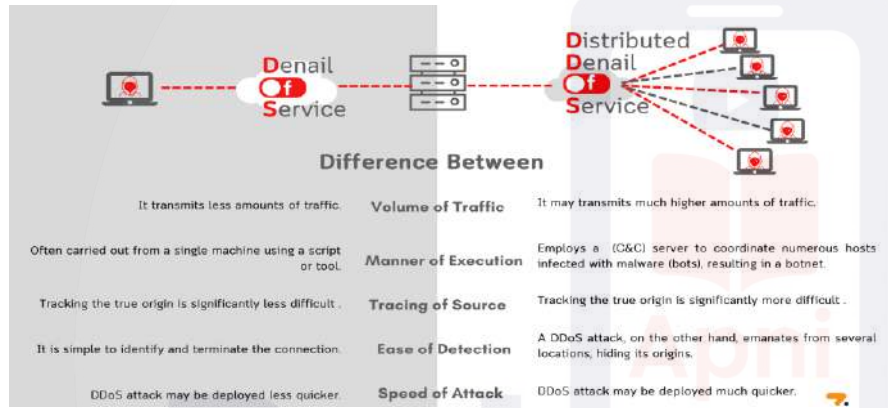 Denail
Of
Service
Distributed
Denail
Of
Service
Difference Between
It transmits less amounts of traffic.
Volume of Traffic
It may transmits much higher amounts of traffic.
Often carried out from a single machine using a script
or tool.
Manner of Execution
Employs a (C&C) server to coordinate numerous hosts
infected with malware (bots), resulting in a botnet.
Tracking the true origin is significantly less difficult .
Tracing of Source
Tracking the true origin is significantly more difficult .
It is simple to identify and terminate the connection.
Ease of Detection
A DDoS attack, on the other hand, emanates from several
locations, hiding its origins.
DDoS attack may be deployed less quicker.
Speed of Attack
DDoS attack may be deployed much quicker.
Apni